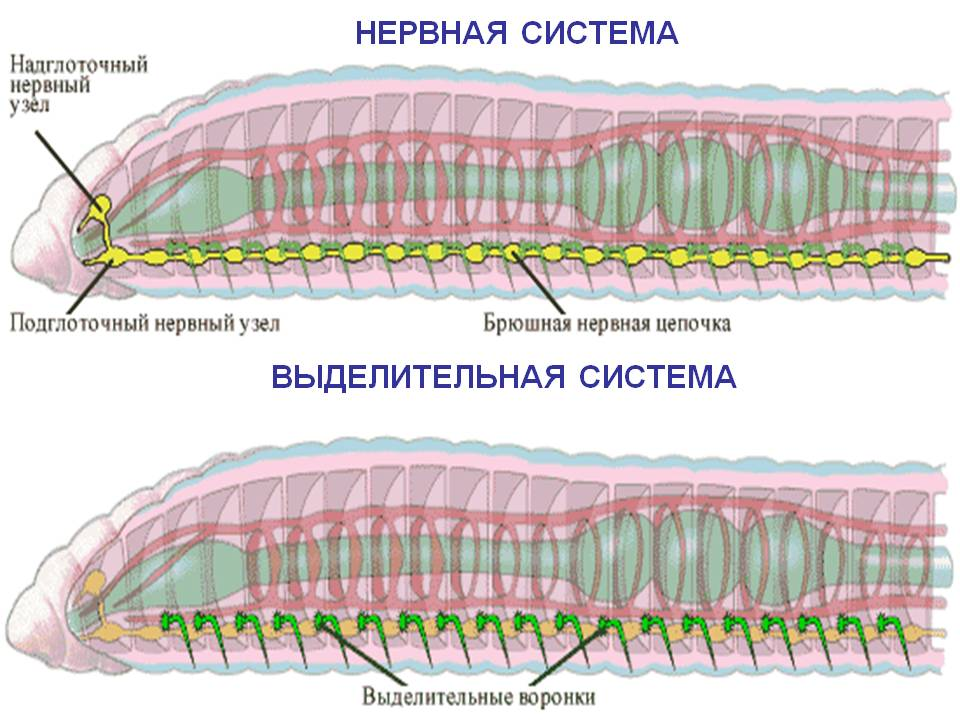 НЕРВНАЯ СИСТЕМА
Надглоточный
нервный
узел
Подглоточный нервный узел
Брюшная нервная цепочка
ВЫДЕЛИТЕЛЬНАЯ СИСТЕМА
Выделительные воронки